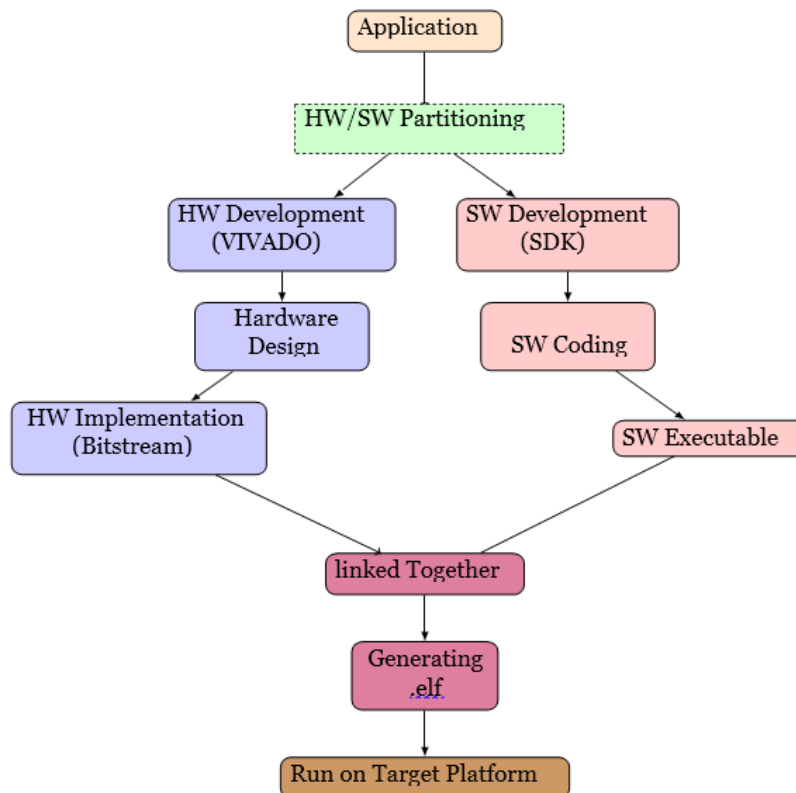 Application
HW/SW Partitioning
HW Development
(VIVADO)
SW Development
(SDK)
Hardware
Design
SW Coding
HW Implementation
(Bitstream)
SW Executable
linked Together
Generating
.elf
Run on Target Platform